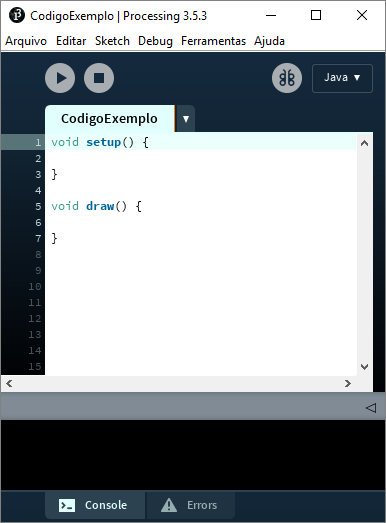 CodigoExemplo | Processing 3.5.3
Arquivo Editar Sketch Debug Ferramentas Ajuda
Java ▼
CodigoExemplo ▼
1 void setup() {
2
3 }
4
5 void draw() {
6
7 }
8
9
10
11
12
13
14
15
Console Errors